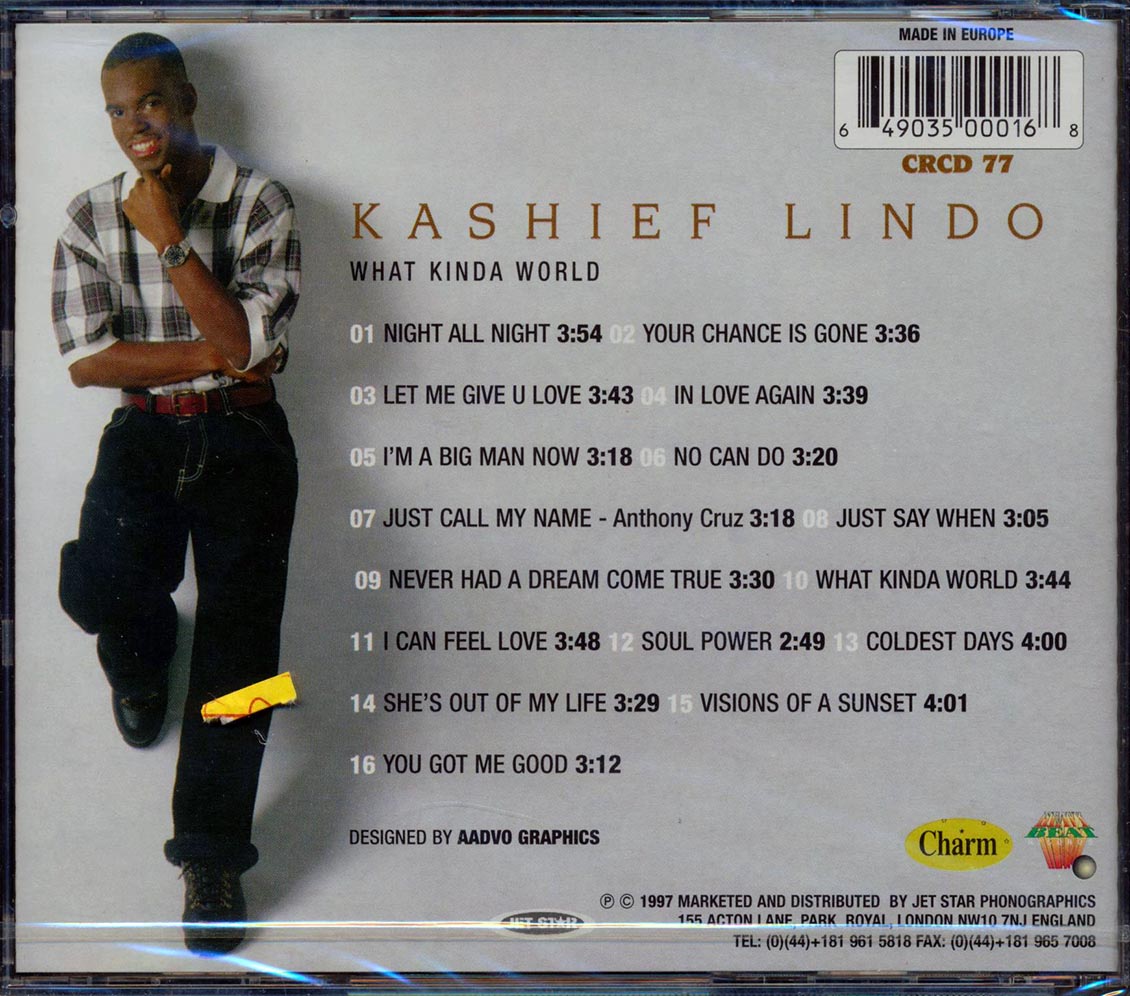 MADE IN EUROPE
6 49035 00016 8
CRCD 77
KASHIEF LINDO
WHAT KINDA WORLD
01 NIGHT ALL NIGHT 3:54 02 YOUR CHANCE IS GONE 3:36
03 LET ME GIVE U LOVE 3:43 04 IN LOVE AGAIN 3:39
05 I'M A BIG MAN NOW 3:18 06 NO CAN DO 3:20
07 JUST CALL MY NAME - Anthony Cruz 3:18 08 JUST SAY WHEN 3:05
09 NEVER HAD A DREAM COME TRUE 3:30 10 WHAT KINDA WORLD 3:44
11 I CAN FEEL LOVE 3:48 12 SOUL POWER 2:49 13 COLDEST DAYS 4:00
14 SHE'S OUT OF MY LIFE 3:29 15 VISIONS OF A SUNSET 4:01
16 YOU GOT ME GOOD 3:12
DESIGNED BY AADVO GRAPHICS
Charm
BEAT
℗ © 1997 MARKETED AND DISTRIBUTED BY JET STAR PHONOGRAPHICS
JET STAR
155 ACTON LANE, PARK ROYAL, LONDON NW10 7NJ ENGLAND
TEL: (0)(44)+181 961 5818 FAX: (0)(44)+181 965 7008